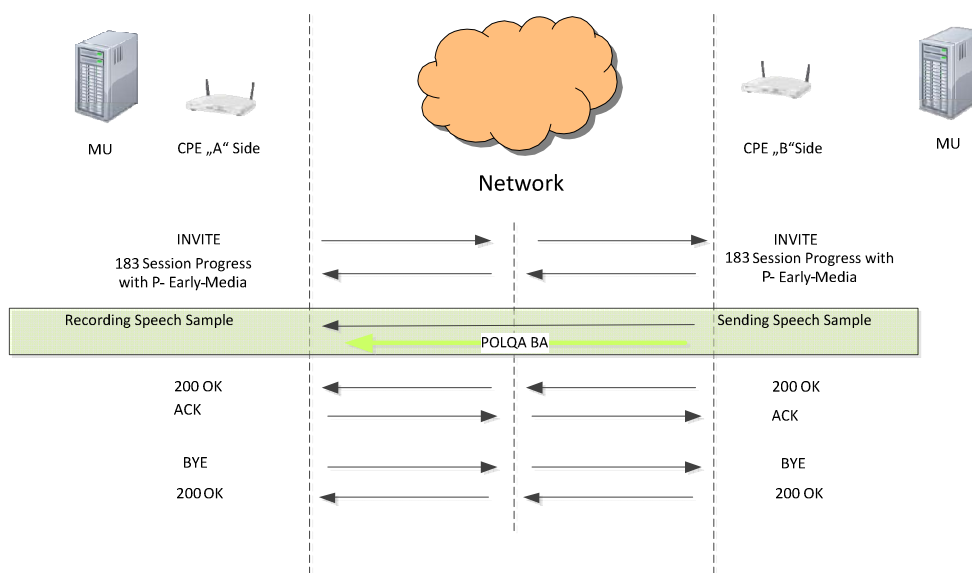 MU
CPE „A“ Side
Network
CPE „B“Side
MU
INVITE
INVITE
183 Session Progress
with P- Early-Media
183 Session Progress with
P- Early-Media
Recording Speech Sample
Sending Speech Sample
POLQA BA
200 OK
200 OK
ACK
ACK
BYE
BYE
200 OK
200 OK